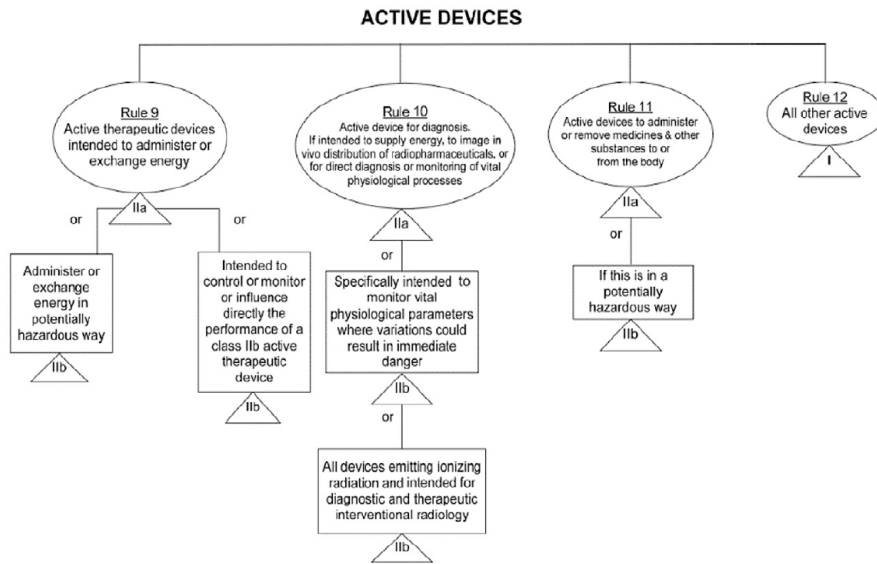 ACTIVE DEVICES
Rule 9
Active therapeutic devices
intended to administer or
exchange energy
IIa
or
or
Administer or
exchange
energy in
potentially
hazardous way
IIb
Intended to
control or monitor
or influence
directly the
performance of a
class IIb active
therapeutic
device
IIb
Rule 10
Active device for diagnosis.
If intended to supply energy, to image in
vivo distribution of radiopharmaceuticals, or
for direct diagnosis or monitoring of vital
physiological processes
IIa
or
Specifically intended to
monitor vital
physiological parameters
where variations could
result in immediate
danger
IIb
or
All devices emitting ionizing
radiation and intended for
diagnostic and therapeutic
interventional radiology
IIb
Rule 11
Active devices to administer
or remove medicines & other
substances to or
from the body
IIa
or
If this is in a
potentially
hazardous way
IIb
Rule 12
All other active
devices
I